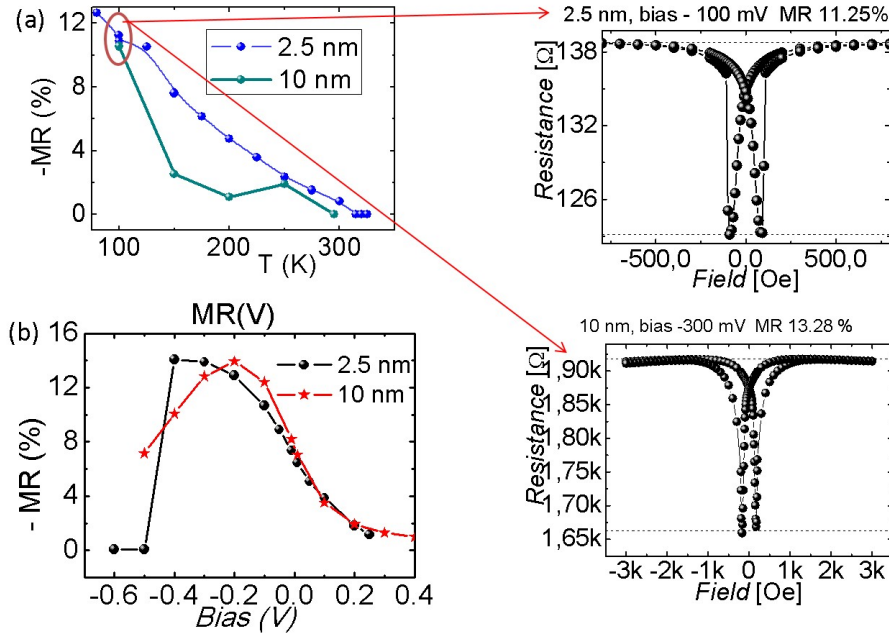 (a)
-MR (%)
12
8
4
0
2.5 nm
10 nm
100
200
300
T (K)
2.5 nm, bias - 100 mV MR 11.25%
Resistance [Ω]
138
132
126
-500,0
0,0
500,0
Field [Oe]
(b)
MR(V)
- MR (%)
16
12
8
4
0
2.5 nm
10 nm
-0.6
-0.4
-0.2
0.0
0.2
0.4
Bias (V)
10 nm, bias -300 mV MR 13.28 %
Resistance [Ω]
1,90k
1,85k
1,80k
1,75k
1,70k
1,65k
-3k
-2k
-1k
0
1k
2k
3k
Field [Oe]